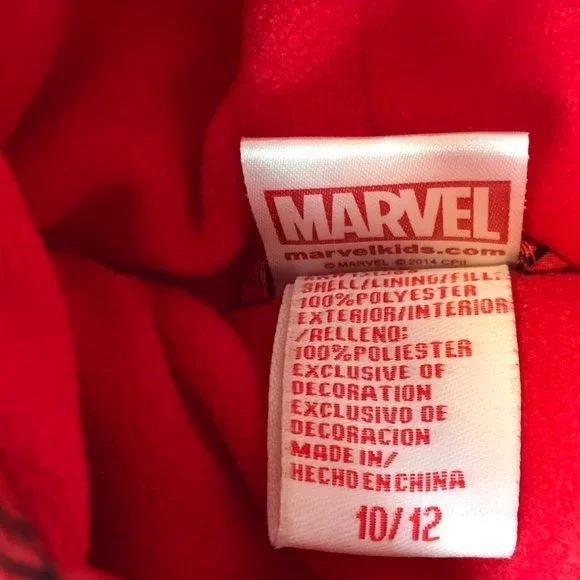 MARVEL
marvelkids.com
© MARVEL © 2014 CPII
SHELL/LINING/FILL:
100%POLYESTER
EXTERIOR/INTERIOR
/RELLENO:
100%POLIESTER
EXCLUSIVE OF
DECORATION
EXCLUSIVO DE
DECORACION
MADE IN/
HECHO EN CHINA
10/12